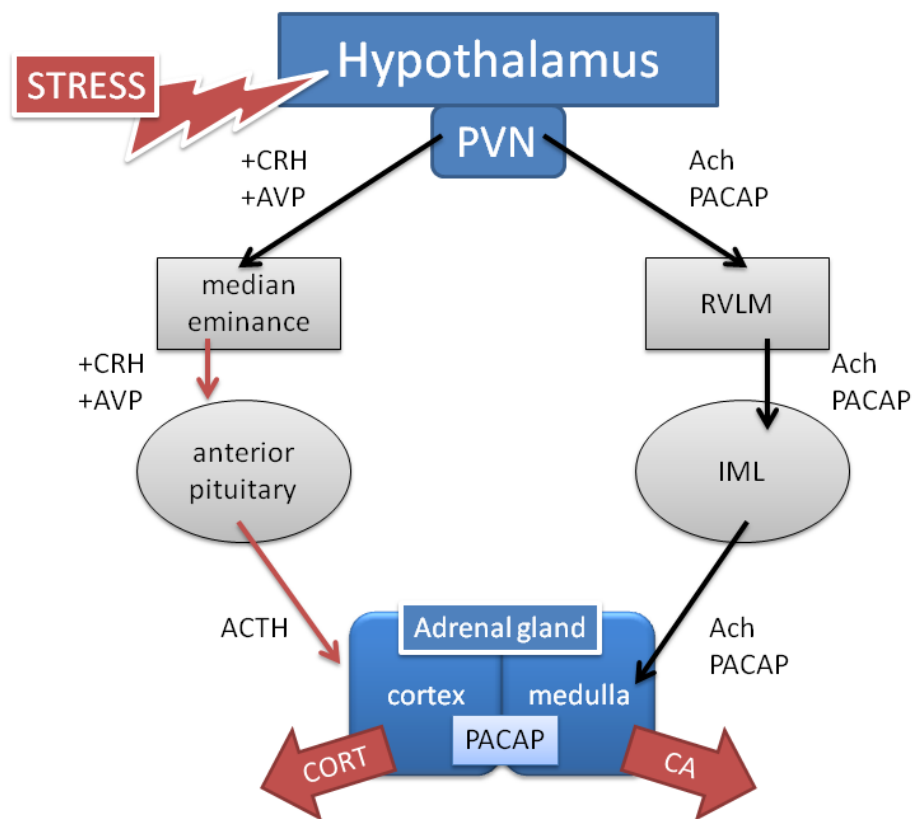 Hypothalamus
STRESS
PVN
+CRH
+AVP
Ach
PACAP
median
eminance
RVLM
+CRH
+AVP
Ach
PACAP
anterior
pituitary
IML
ACTH
Adrenal gland
Ach
PACAP
cortex
medulla
PACAP
CORT
CA